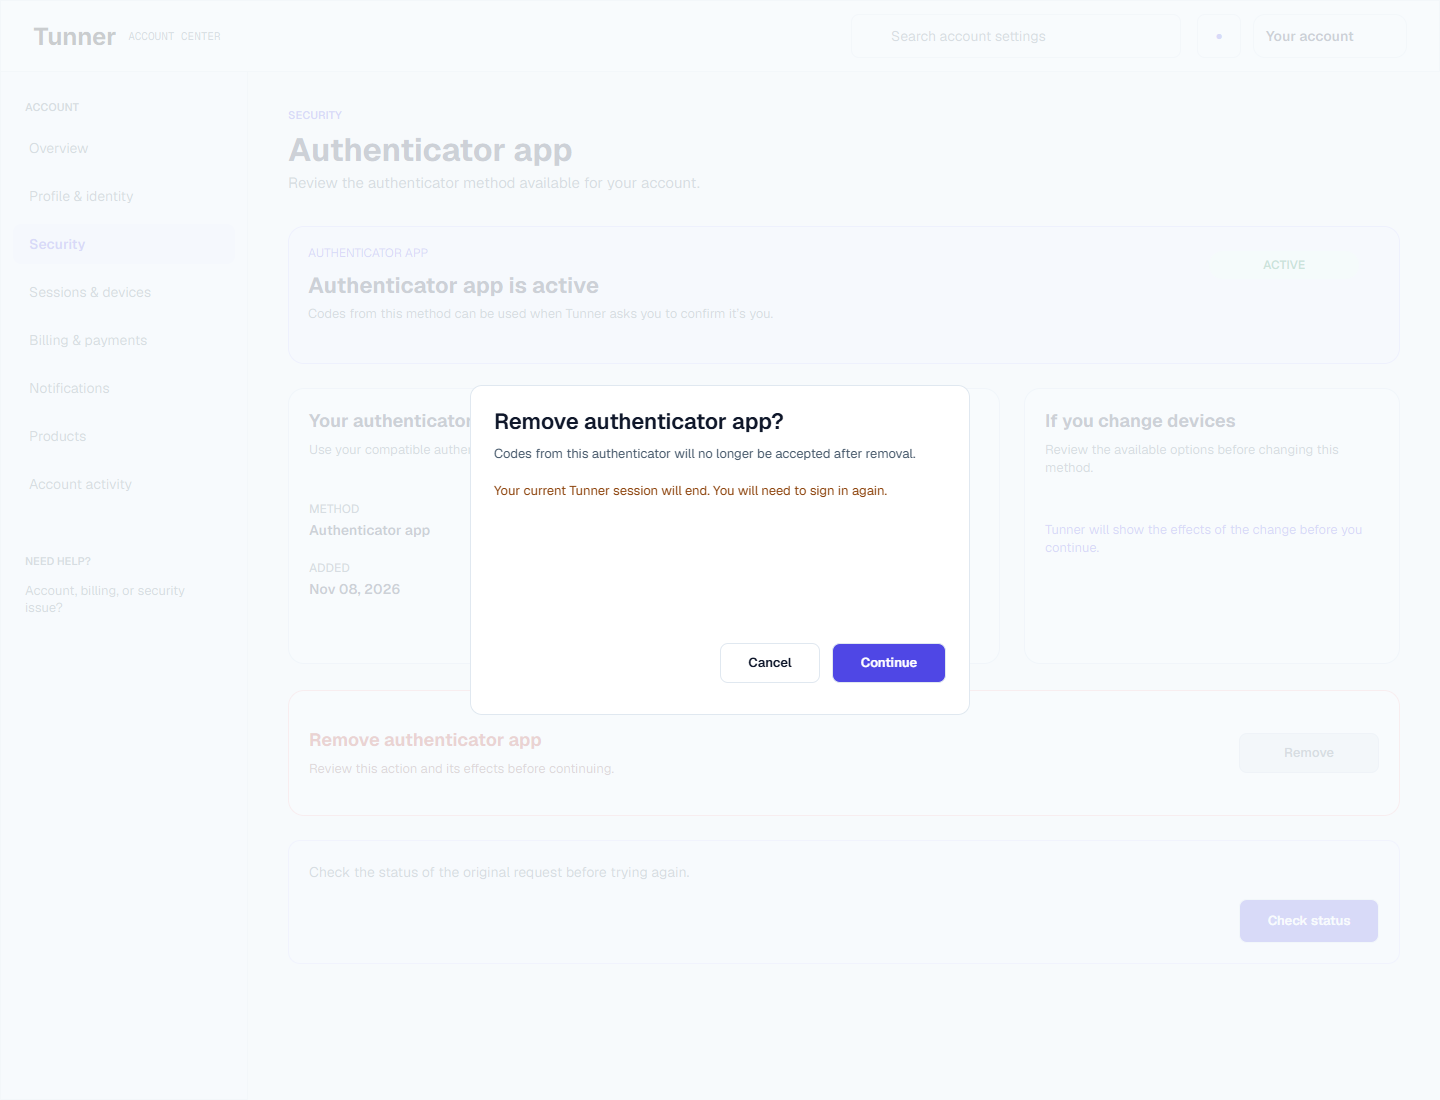 Tunner
ACCOUNT CENTER
Search account settings
Your account
ACCOUNT
Overview
Profile & identity
Security
Sessions & devices
Billing & payments
Notifications
Products
Account activity
NEED HELP?
Account, billing, or security
issue?
SECURITY
Authenticator app
Review the authenticator method available for your account.
AUTHENTICATOR APP
Authenticator app is active
Codes from this method can be used when Tunner asks you to confirm it's you.
ACTIVE
Your authenticator
Use your compatible
METHOD
Authenticator app
ADDED
Nov 08, 2026
Remove authenticator app?
Codes from this authenticator will no longer be accepted after removal.
Your current Tunner session will end. You will need to sign in again.
Cancel
Continue
If you change devices
Review the available options before changing this
method.
Tunner will show the effects of the change before you
continue.
Remove authenticator app
Review this action and its effects before continuing.
Remove
Check the status of the original request before trying again.
Check status